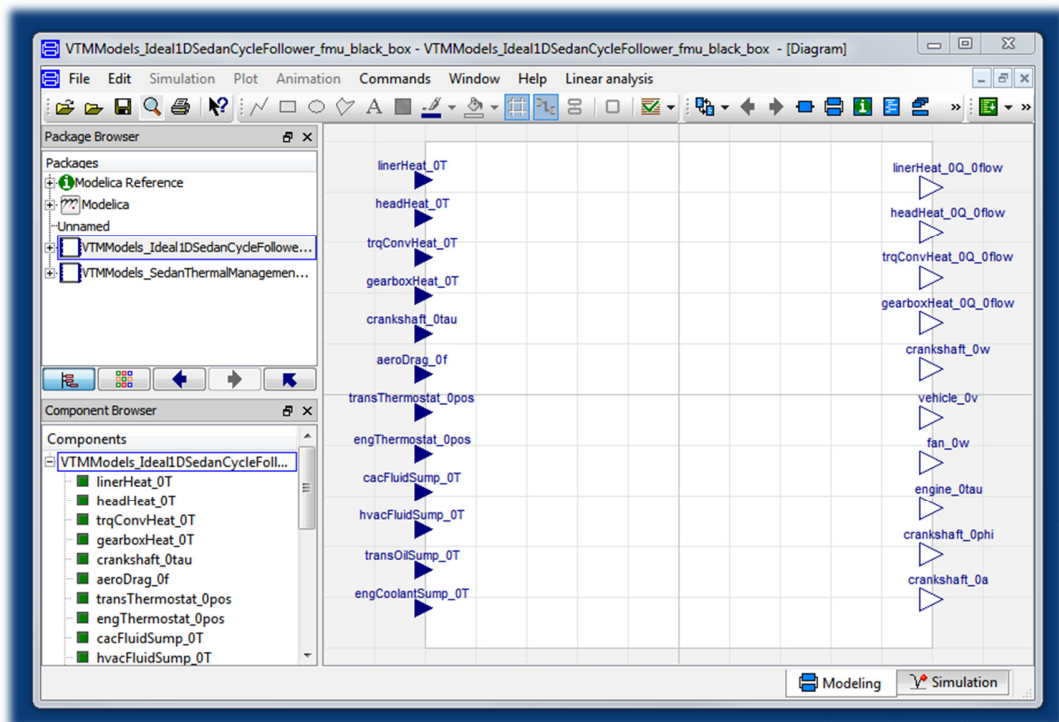 VTMModels_Ideal1DSedanCycleFollower_fmu_black_box - VTMModels_Ideal1DSedanCycleFollower_fmu_black_box - [Diagram]
File Edit Simulation Plot Animation Commands Window Help Linear analysis
Package Browser
Packages
Modelica Reference
Modelica
Unnamed
VTMModels_Ideal1DSedanCycleFollowe...
VTMModels_SedanThermalManagemen...
Component Browser
Components
VTMModels_Ideal1DSedanCycleFoll...
linerHeat_0T
headHeat_0T
trqConvHeat_0T
gearboxHeat_0T
crankshaft_0tau
aeroDrag_0f
transThermostat_0pos
engThermostat_0pos
cacFluidSump_0T
hvacFluidSump_0T
linerHeat_0T
headHeat_0T
trqConvHeat_0T
gearboxHeat_0T
crankshaft_0tau
aeroDrag_0f
transThermostat_0pos
engThermostat_0pos
cacFluidSump_0T
hvacFluidSump_0T
transOilSump_0T
engCoolantSump_0T
linerHeat_0Q_0flow
headHeat_0Q_0flow
trqConvHeat_0Q_0flow
gearboxHeat_0Q_0flow
crankshaft_0w
vehicle_0v
fan_0w
engine_0tau
crankshaft_0phi
crankshaft_0a
Modeling
Simulation